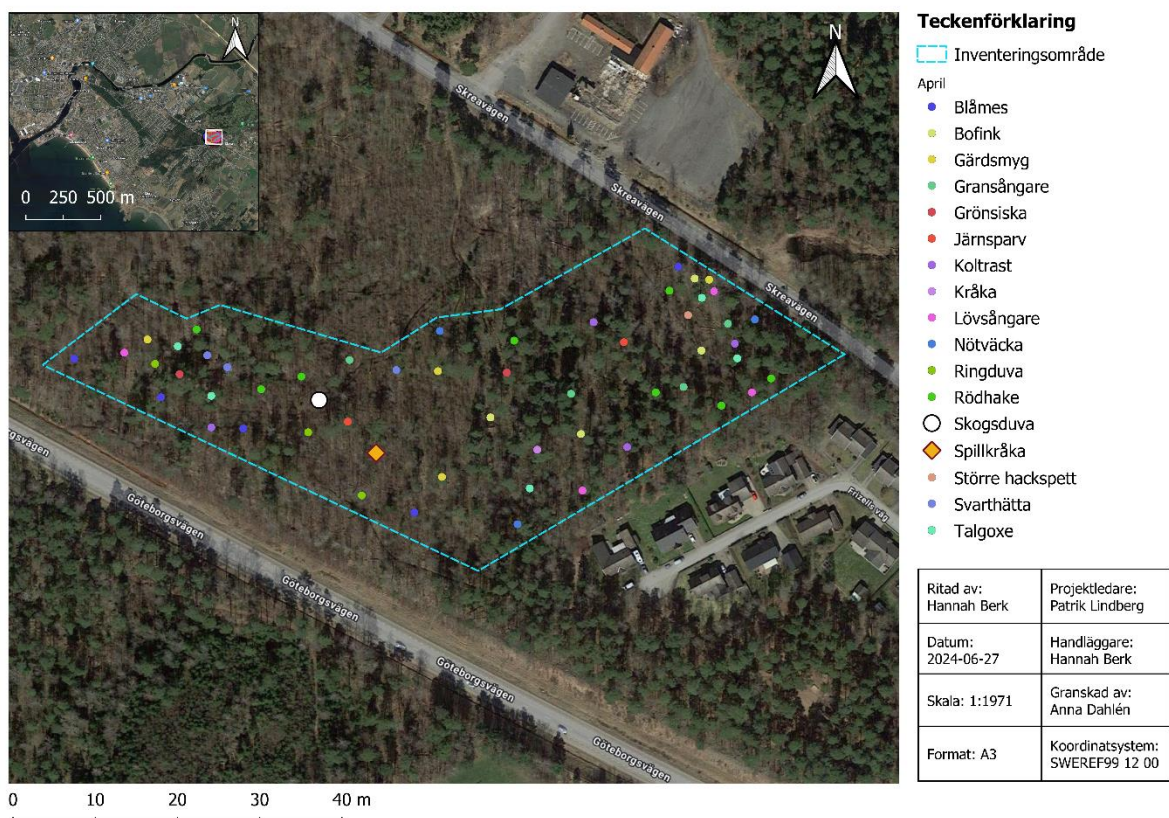 N
0 250 500 m
N
Skreavägen
Skreavägen
Skreavägen
Frizells väg
Göteborgsvägen
Göteborgsvägen
Göteborgsvägen
Göteborgsvägen
0 10 20 30 40 m
Teckenförklaring
Inventeringsområde
April
Blåmes
Bofink
Gärdsmyg
Gransångare
Grönsiska
Järnsparv
Koltrast
Kråka
Lövsångare
Nötväcka
Ringduva
Rödhake
Skogsduva
Spillkråka
Större hackspett
Svarthätta
Talgoxe
Ritad av:
Hannah Berk
Projektledare:
Patrik Lindberg
Datum:
2024-06-27
Handläggare:
Hannah Berk
Skala: 1:1971
Granskad av:
Anna Dahlén
Format: A3
Koordinatsystem:
SWEREF99 12 00